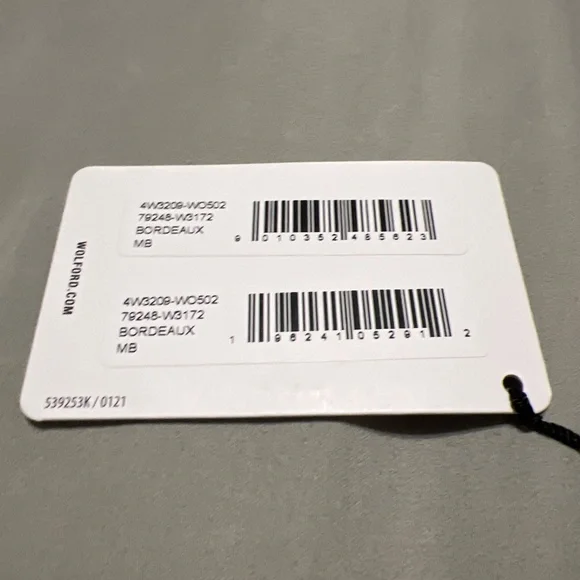 4W3209-WO502
79248-W3172
BORDEAUX
MB
9 010352 485623
4W3209-WO502
79248-W3172
BORDEAUX
MB
1 96241 05291 2
WOLFORD.COM
539253K / 0121